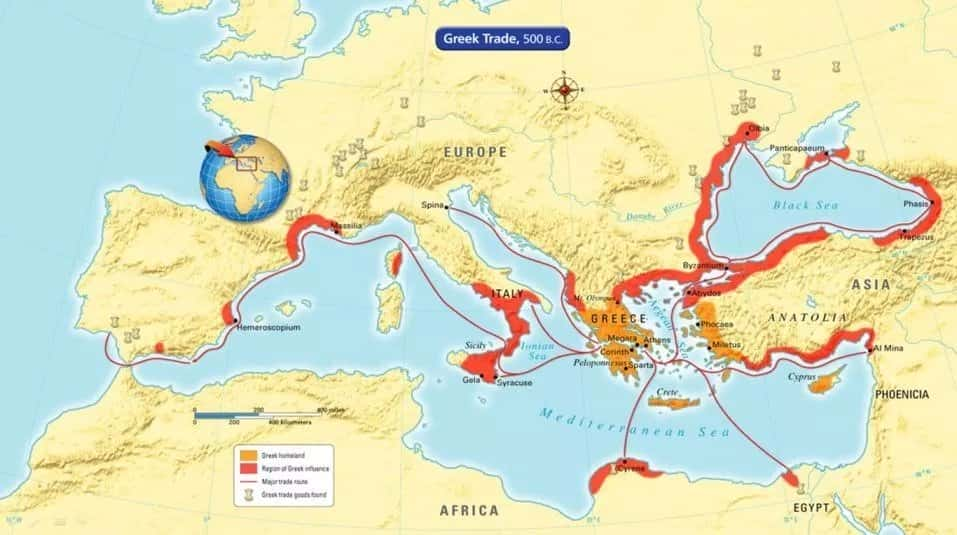 Greek Trade, 500 B.C.
N
W
E
S
Olbia
Panticapaeum
EUROPE
Spina
Danube River
Black Sea
Phasis
Massilia
Trapezus
Byzantium
ITALY
Mt. Olympus
Abydos
ASIA
Hemeroscopium
GREECE
Aegean Sea
ANATOLIA
Phocaea
Sicily
Ionian Sea
Megara
Athens
Corinth
Miletus
Al Mina
Peloponnesus
Sparta
Gela
Syracuse
Cyprus
Crete
PHOENICIA
0
200
400 miles
0
200
400 kilometers
Mediterranean Sea
Greek homeland
Region of Greek influence
Major trade route
Greek trade goods found
Cyrene
AFRICA
EGYPT